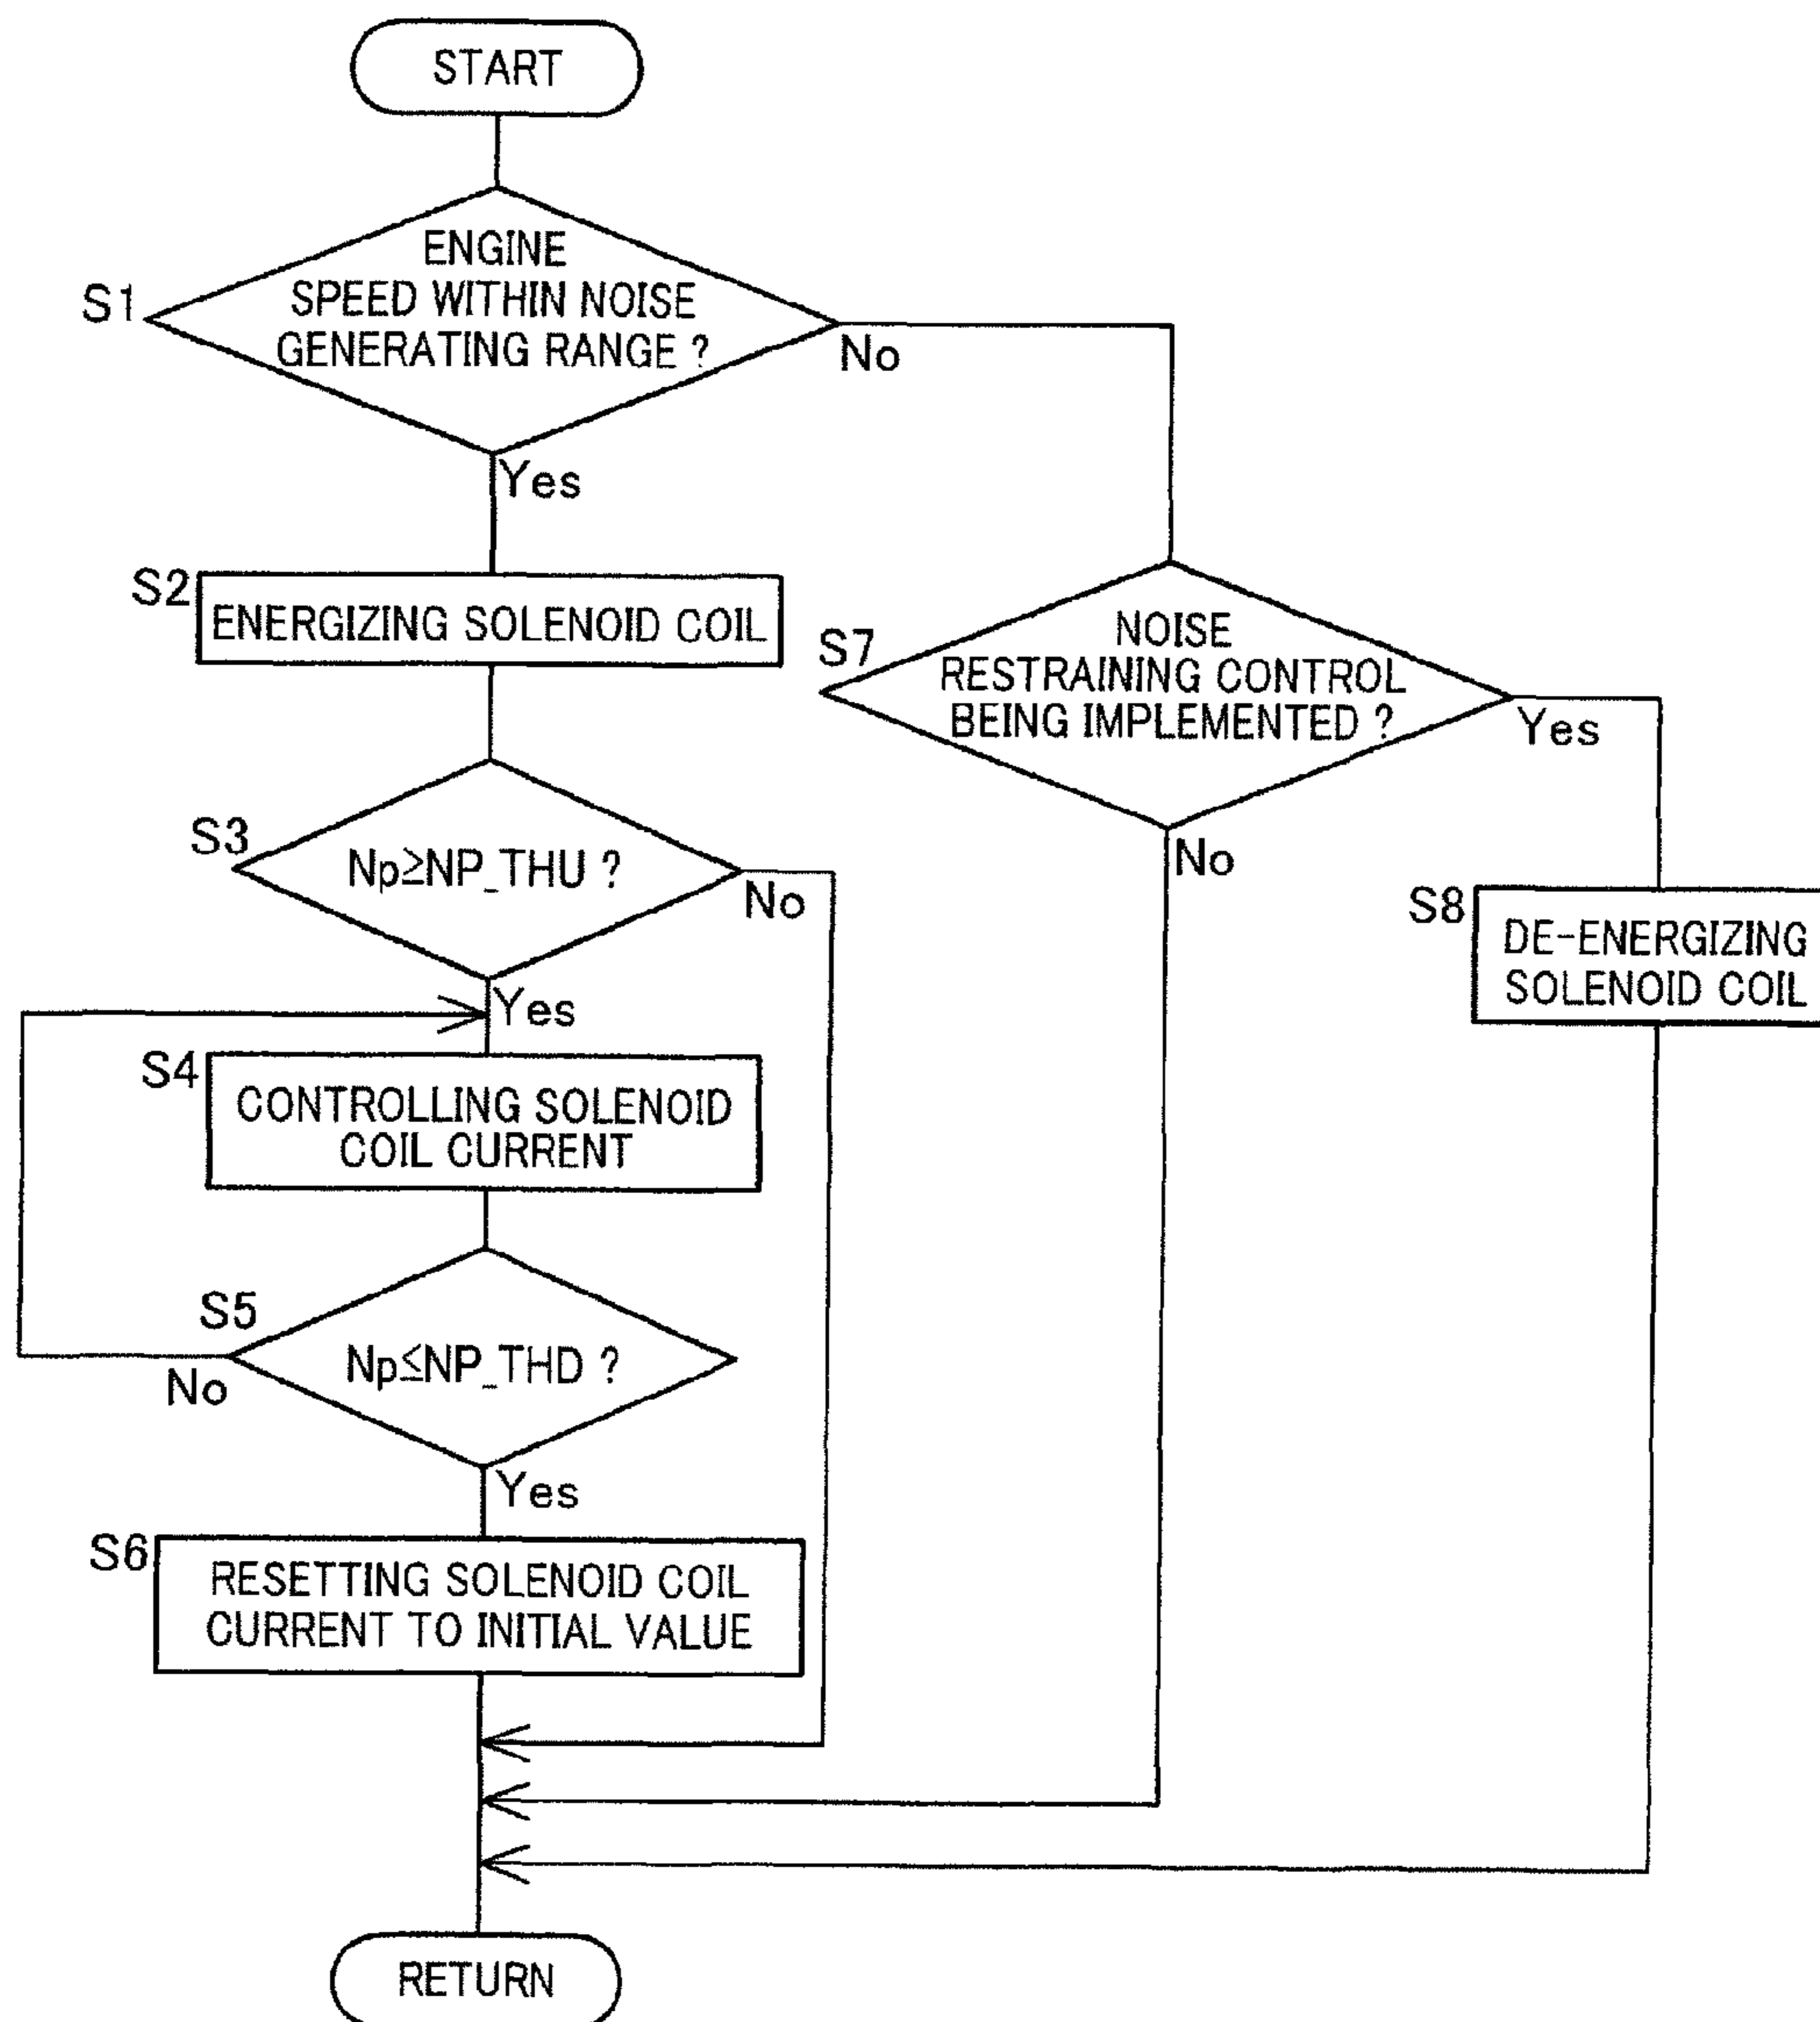 START
S1
ENGINE
SPEED WITHIN NOISE
GENERATING RANGE ?
No
Yes
S2
ENERGIZING SOLENOID COIL
S7
NOISE
RESTRAINING CONTROL
BEING IMPLEMENTED ?
Yes
No
S3
Np≥NP_THU ?
No
Yes
S8
DE-ENERGIZING
SOLENOID COIL
S4
CONTROLLING SOLENOID
COIL CURRENT
S5
Np≤NP_THD ?
No
Yes
S6
RESETTING SOLENOID COIL
CURRENT TO INITIAL VALUE
RETURN